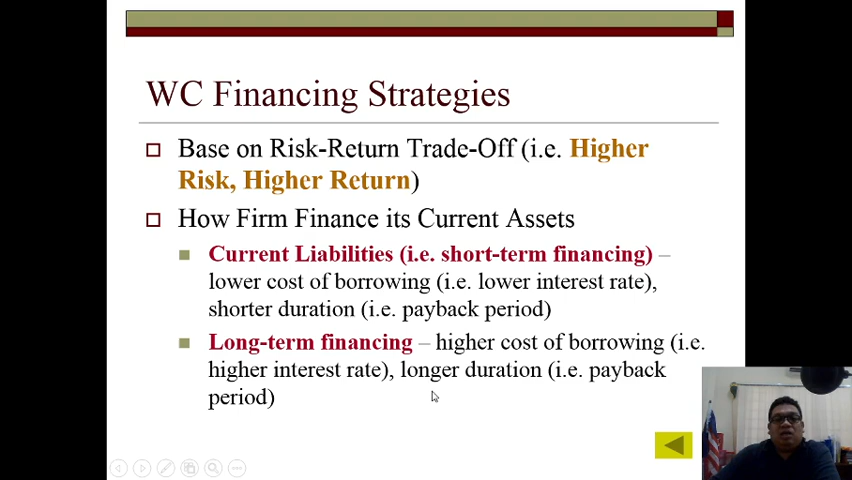 WC Financing Strategies
Base on Risk-Return Trade-Off (i.e. Higher
Risk, Higher Return)
How Firm Finance its Current Assets
Current Liabilities (i.e. short-term financing) –
lower cost of borrowing (i.e. lower interest rate),
shorter duration (i.e. payback period)
Long-term financing – higher cost of borrowing (i.e.
higher interest rate), longer duration (i.e. payback
period)